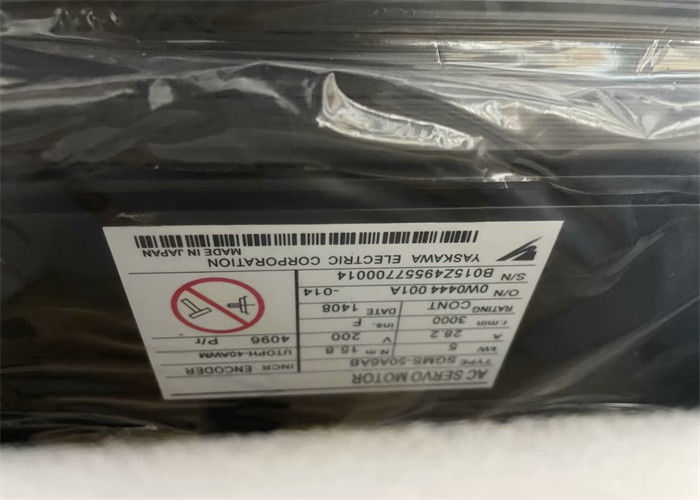 AC SERVO MOTOR
TYPE SGMS-50A6AB INCR. ENCODER
kW 5 N·m 15.8 UTOPH-40AWM
A 28.2 V 200 4096 P/r
r.min 3000 ins. F
RATING CONT DATE 1408
O/N 0W0444 001A -014
S/N B015Z49557700014
YASKAWA ELECTRIC CORPORATION
MADE IN JAPAN